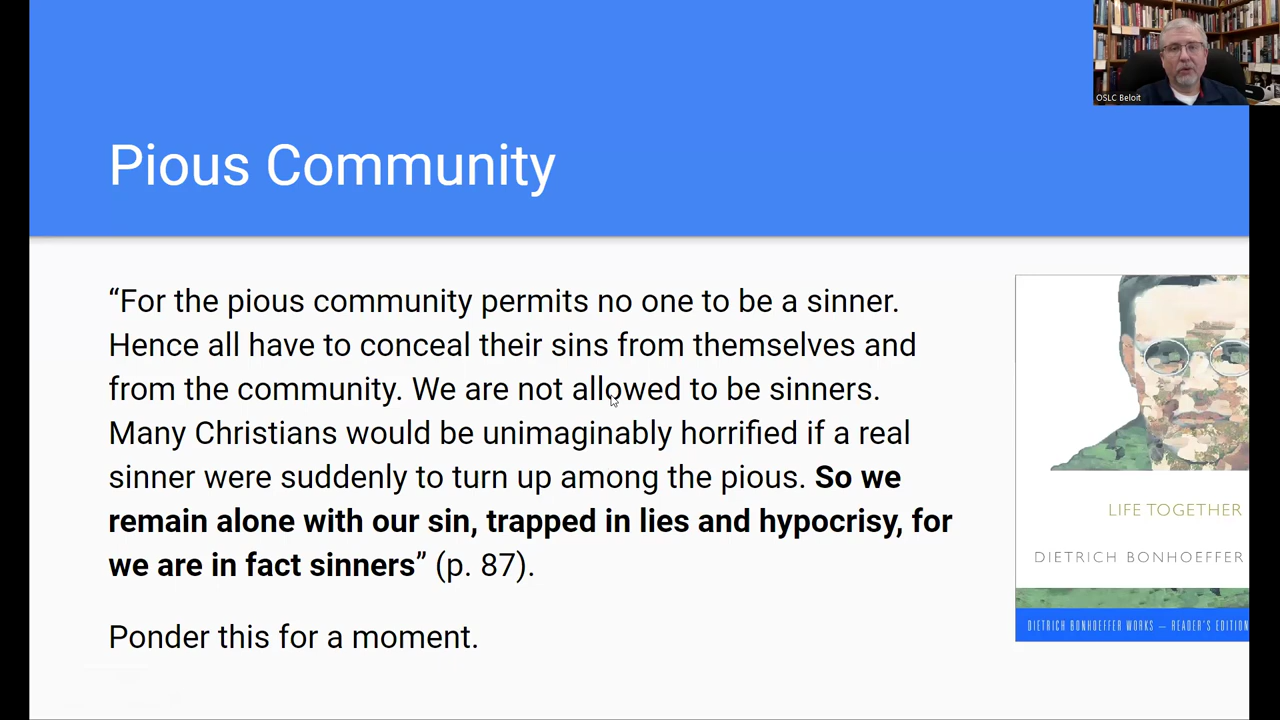 OSLC Beloit
Pious Community
“For the pious community permits no one to be a sinner.
Hence all have to conceal their sins from themselves and
from the community. We are not allowed to be sinners.
Many Christians would be unimaginably horrified if a real
sinner were suddenly to turn up among the pious. So we
remain alone with our sin, trapped in lies and hypocrisy, for
we are in fact sinners” (p. 87).
Ponder this for a moment.
LIFE TOGETHER
DIETRICH BONHOEFFER
DIETRICH BONHOEFFER WORKS — READER'S EDITION